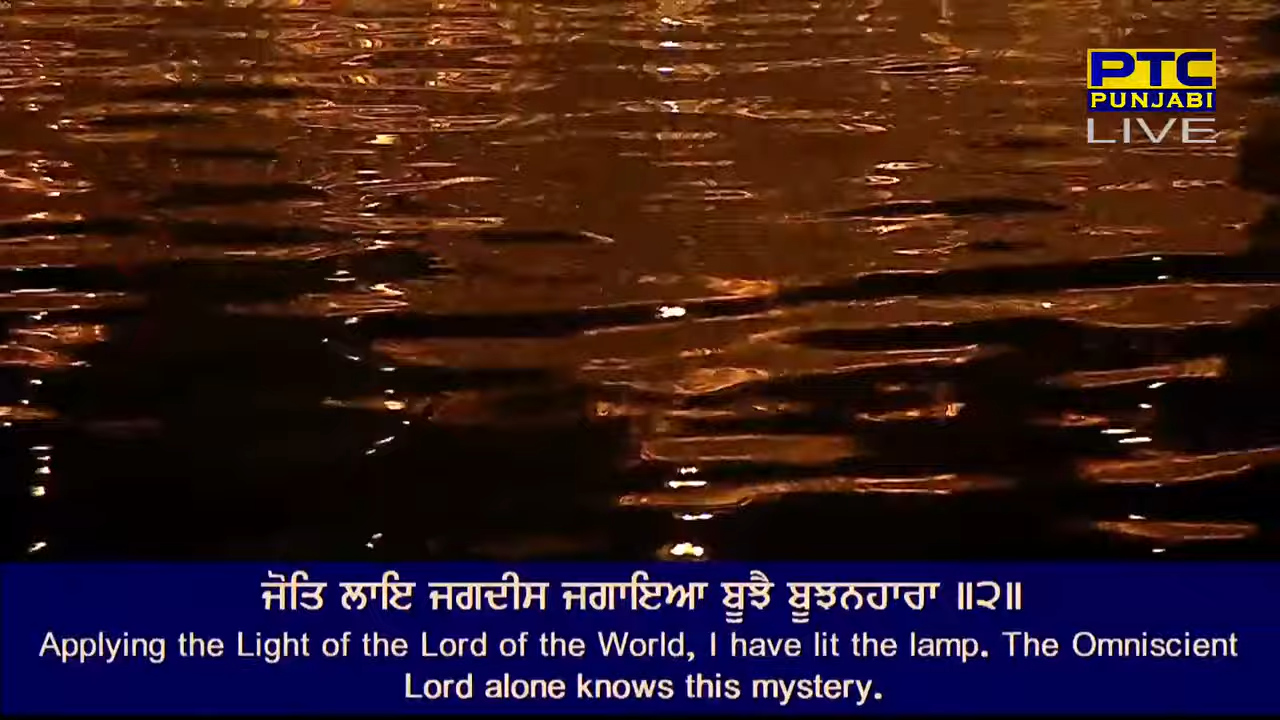 PTC
PUNJABI
LIVE
ਜੋਤਿ ਲਾਇ ਜਗਦੀਸ ਜਗਾਇਆ ਬੂਝੈ ਬੂਝਨਹਾਰਾ ॥੨॥
Applying the Light of the Lord of the World, I have lit the lamp. The Omniscient
Lord alone knows this mystery.